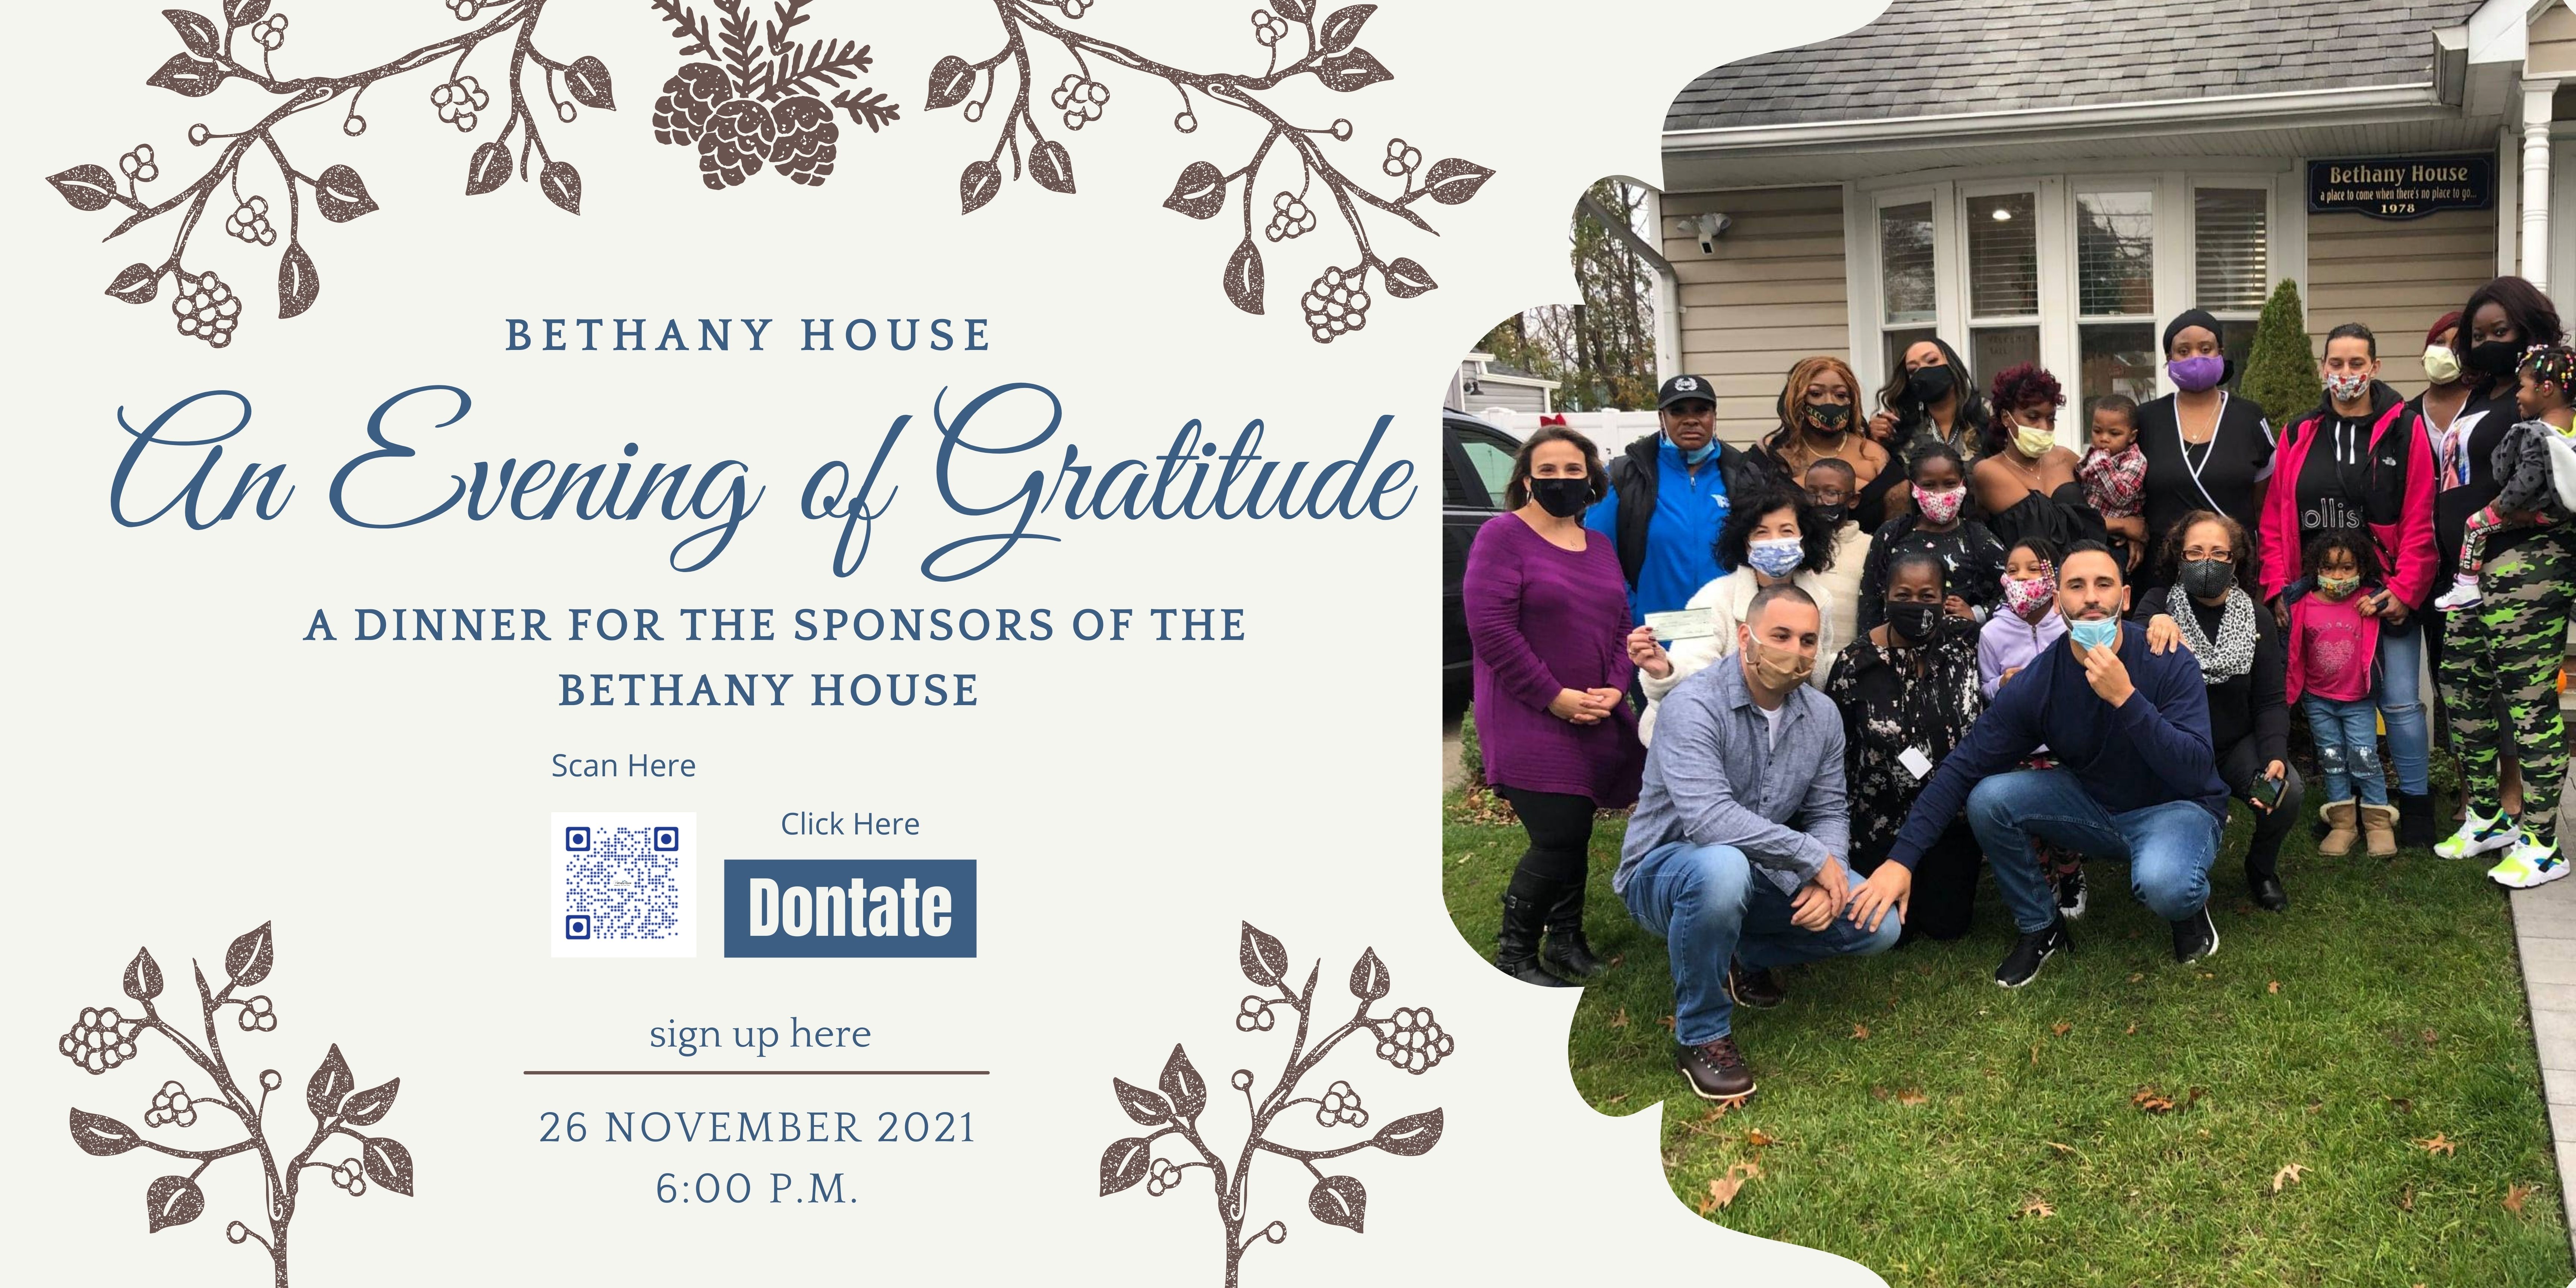 BETHANY HOUSE
An Evening of Gratitude
A DINNER FOR THE SPONSORS OF THE
BETHANY HOUSE
Scan Here
Click Here
Dontate
sign up here
26 NOVEMBER 2021
6:00 P.M.
Bethany House
a place to come when there's no place to go...
1978
ollis